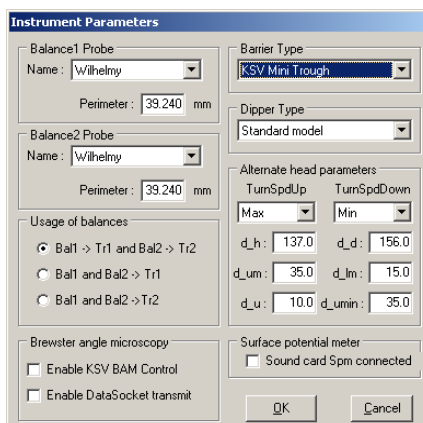 Instrument Parameters
Balance1 Probe
Name : Wilhelmy
Perimeter : 39.240 mm
Balance2 Probe
Name : Wilhelmy
Perimeter : 39.240 mm
Usage of balances
Bal1 -> Tr1 and Bal2 -> Tr2
Bal1 and Bal2 -> Tr1
Bal1 and Bal2 ->Tr2
Brewster angle microscopy
Enable KSV BAM Control
Enable DataSocket transmit
Barrier Type
KSV Mini Trough
Dipper Type
Standard model
Alternate head parameters
TurnSpdUp TurnSpdDown
Max Min
d_h : 137.0 d_d : 156.0
d_um : 35.0 d_lm : 15.0
d_u : 10.0 d_umin : 35.0
Surface potential meter
Sound card Spm connected
OK Cancel